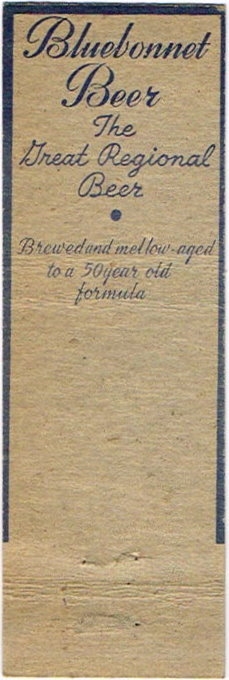 Bluebonnet
Beer
The
Great Regional
Beer
Brewed and mellow-aged
to a 50 year old
formula